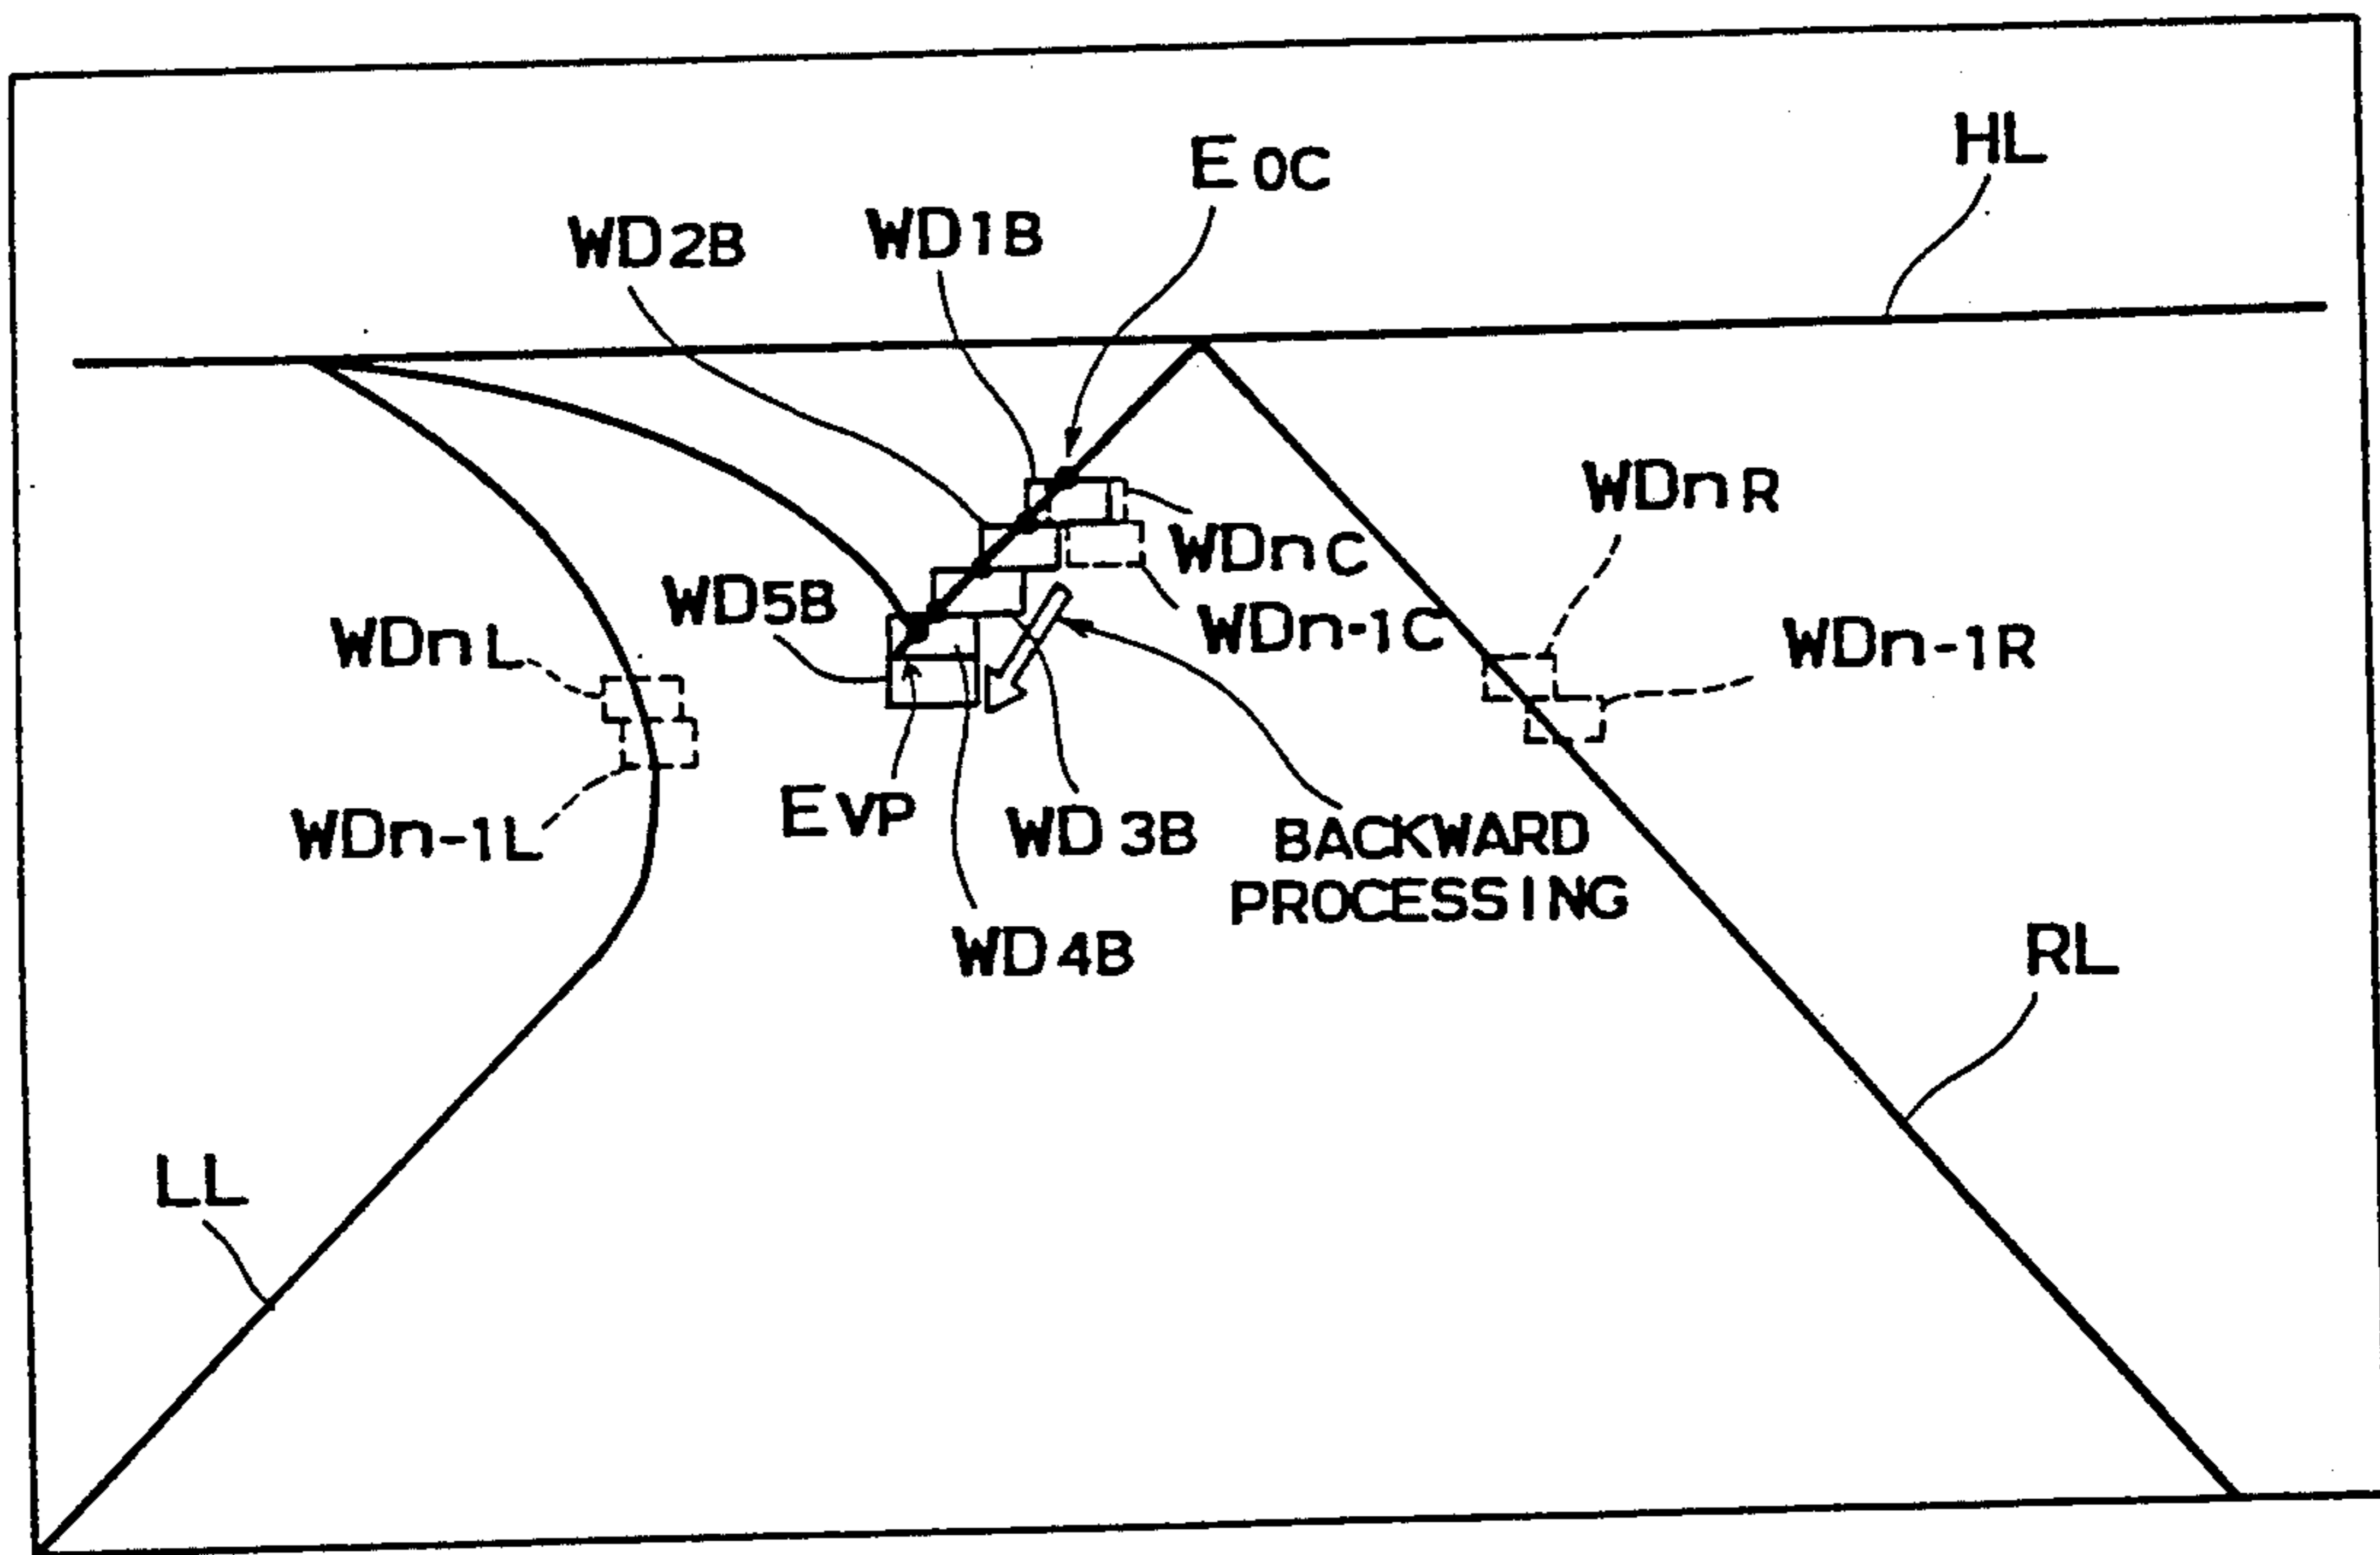 HL
E0C
WD2B
WD1B
WDnR
WDnC
WD5B
WDn-1C
WDnL
WDn-1R
EVP
WD3B
BACKWARD
PROCESSING
WDn-1L
WD4B
RL
LL